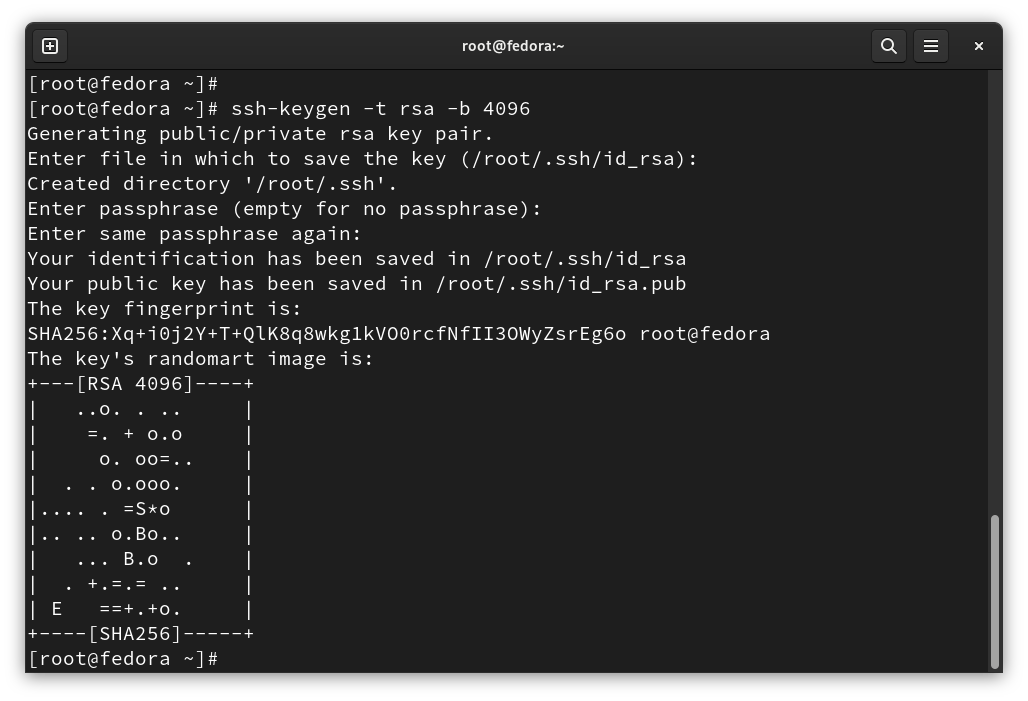 root@fedora:~
[root@fedora ~]#
[root@fedora ~]# ssh-keygen -t rsa -b 4096
Generating public/private rsa key pair.
Enter file in which to save the key (/root/.ssh/id_rsa):
Created directory '/root/.ssh'.
Enter passphrase (empty for no passphrase):
Enter same passphrase again:
Your identification has been saved in /root/.ssh/id_rsa
Your public key has been saved in /root/.ssh/id_rsa.pub
The key fingerprint is:
SHA256:Xq+i0j2Y+T+QlK8q8wkg1kVO0rcfNfII3OWyZsrEg6o root@fedora
The key's randomart image is:
+---[RSA 4096]----+
|   ..o. . ..     |
|    =. + o.o     |
|     o. oo=..    |
|  . . o.ooo.     |
|.... . =S*o      |
|.. .. o.Bo..     |
|   ... B.o  .    |
|  . +.=.= ..     |
| E   ==+.+o.     |
+----[SHA256]-----+
[root@fedora ~]#